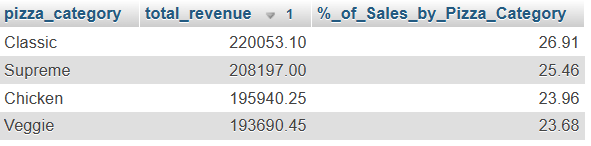 pizza_category total_revenue 1 %_of_Sales_by_Pizza_Category
Classic 220053.10 26.91
Supreme 208197.00 25.46
Chicken 195940.25 23.96
Veggie 193690.45 23.68